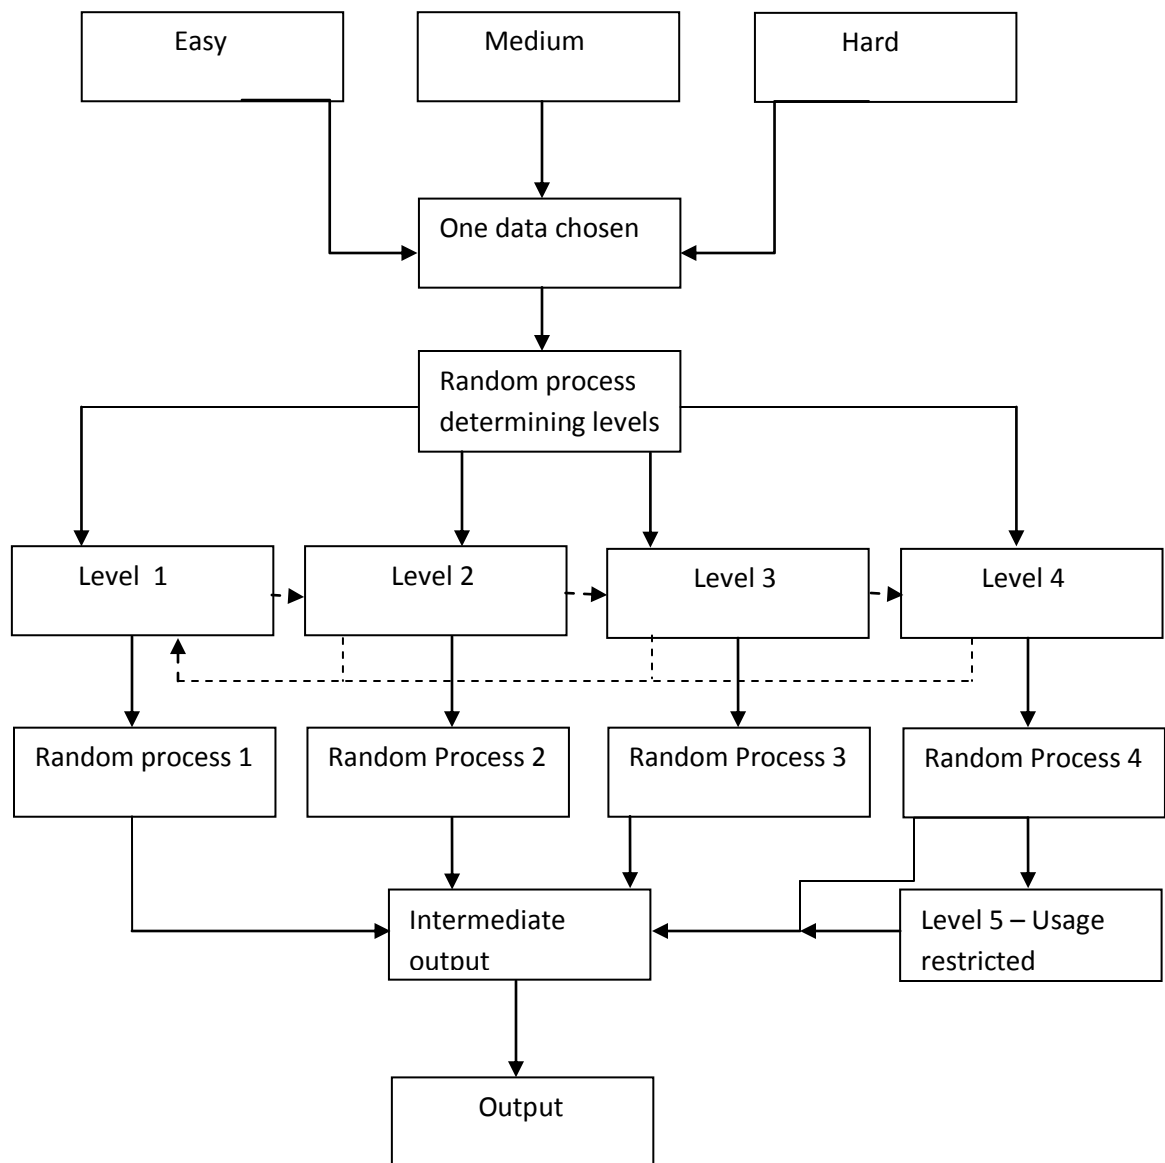 Easy
Medium
Hard
One data chosen
Random process
determining levels
Level 1
Level 2
Level 3
Level 4
Random process 1
Random Process 2
Random Process 3
Random Process 4
Intermediate
output
Level 5 – Usage
restricted
Output